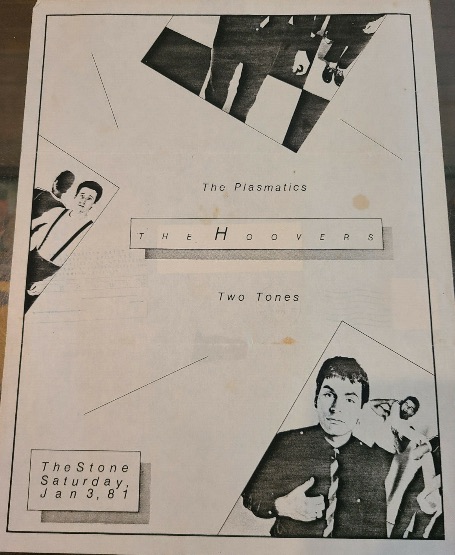 The Plasmatics
THE HOOVERS
Two Tones
The Stone
Saturday,
Jan 3, 81